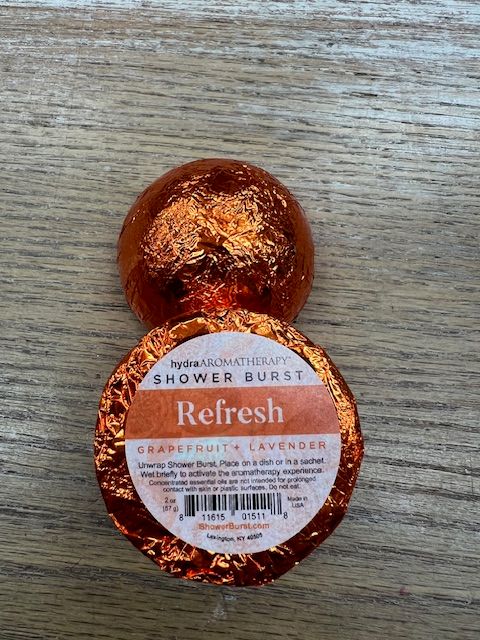 hydraAROMATHERAPY™
SHOWER BURST
Refresh
GRAPEFRUIT + LAVENDER
Unwrap Shower Burst, Place on a dish or in a sachet.
Wet briefly to activate the aromatherapy experience.
Concentrated essential oils are not intended for prolonged
contact with skin or plastic surfaces. Do not eat.
2 oz
(57 g)
Made in
USA
8 11615 01511 8
ShowerBurst.com
Lexington, KY 40505